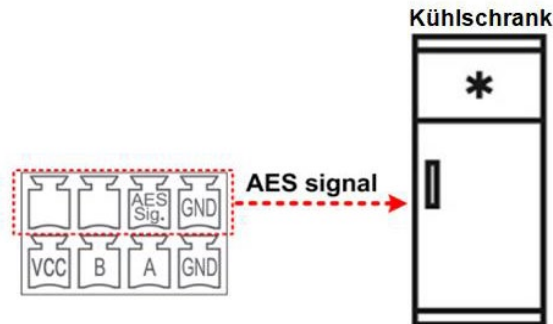 Kühlschrank
*
AES signal
AES
Sig.
GND
VCC B A GND